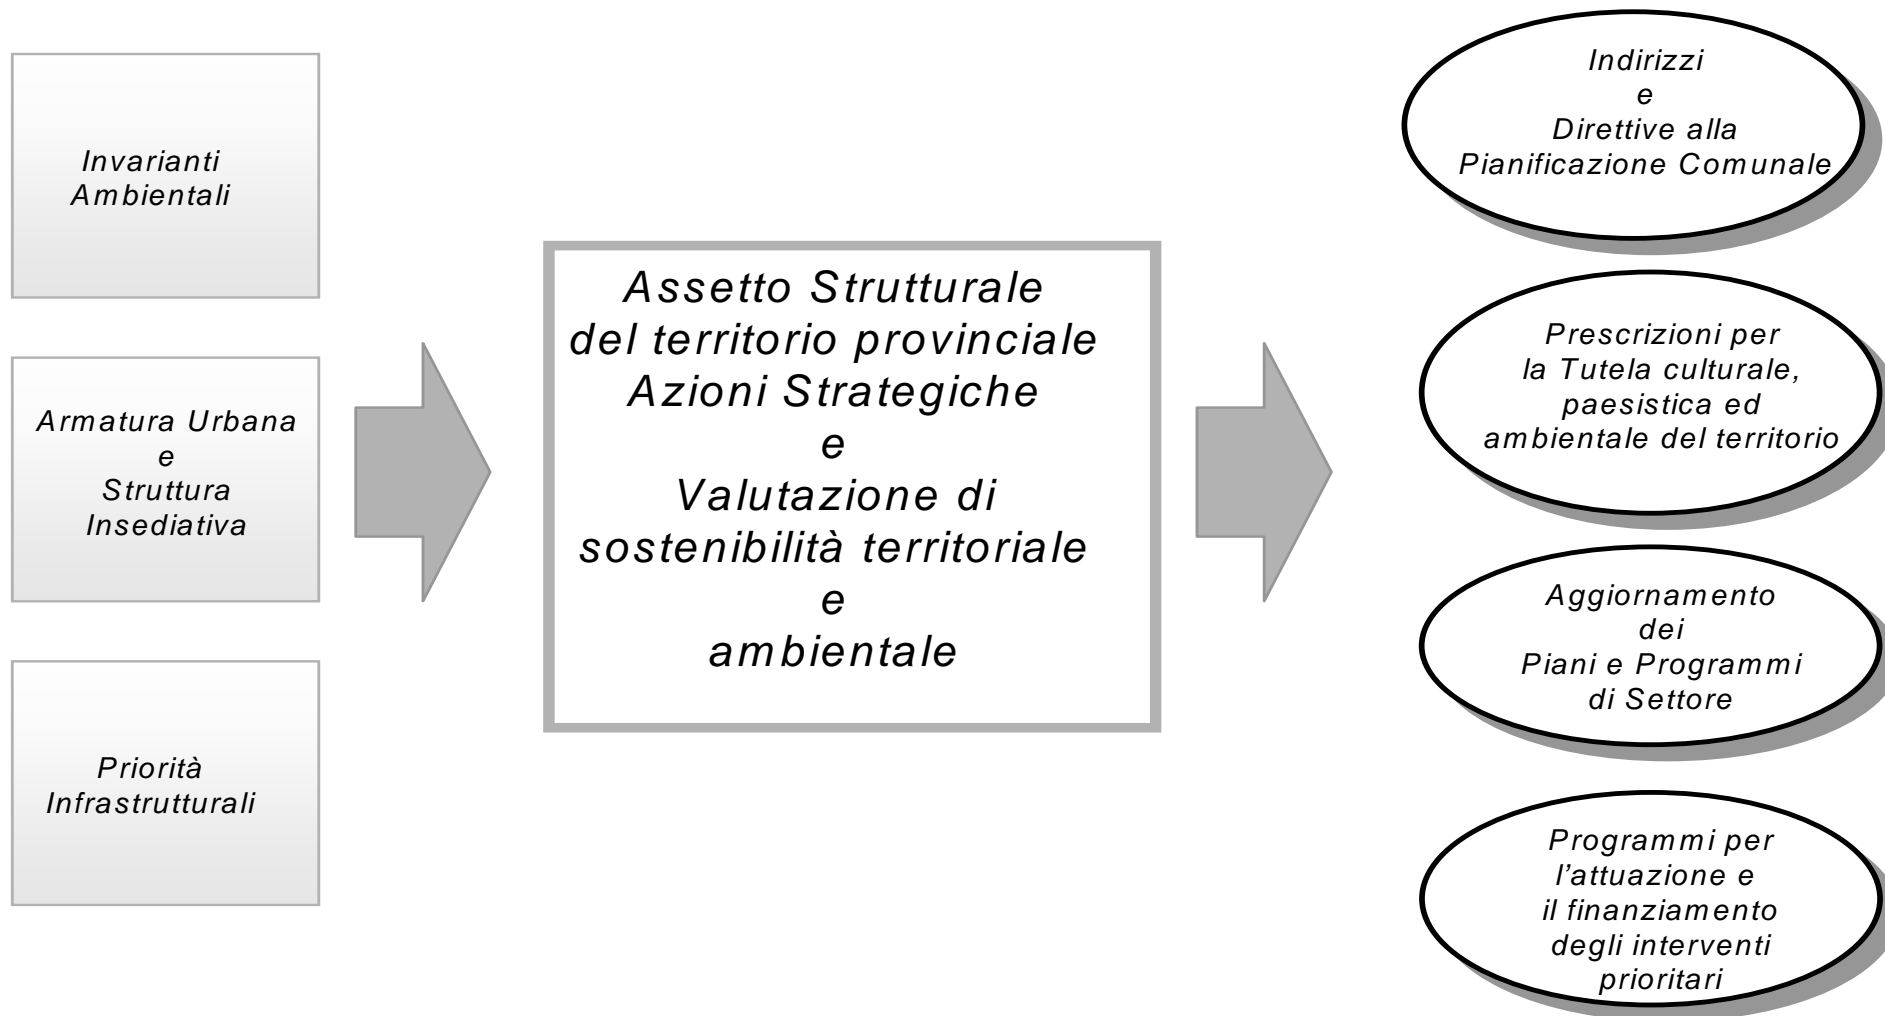 Invarianti
Ambientali
Armatura Urbana
e
Struttura
Insediativa
Priorità
Infrastrutturali
Assetto Strutturale
del territorio provinciale
Azioni Strategiche
e
Valutazione di
sostenibilità territoriale
e
ambientale
Indirizzi
e
Direttive alla
Pianificazione Comunale
Prescrizioni per
la Tutela culturale,
paesistica ed
ambientale del territorio
Aggiornamento
dei
Piani e Programmi
di Settore
Programmi per
l’attuazione e
il finanziamento
degli interventi
prioritari